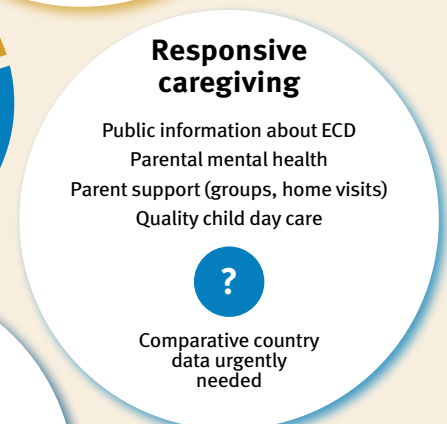 Responsive
caregiving
Public information about ECD
Parental mental health
Parent support (groups, home visits)
Quality child day care
?
Comparative country
data urgently
needed